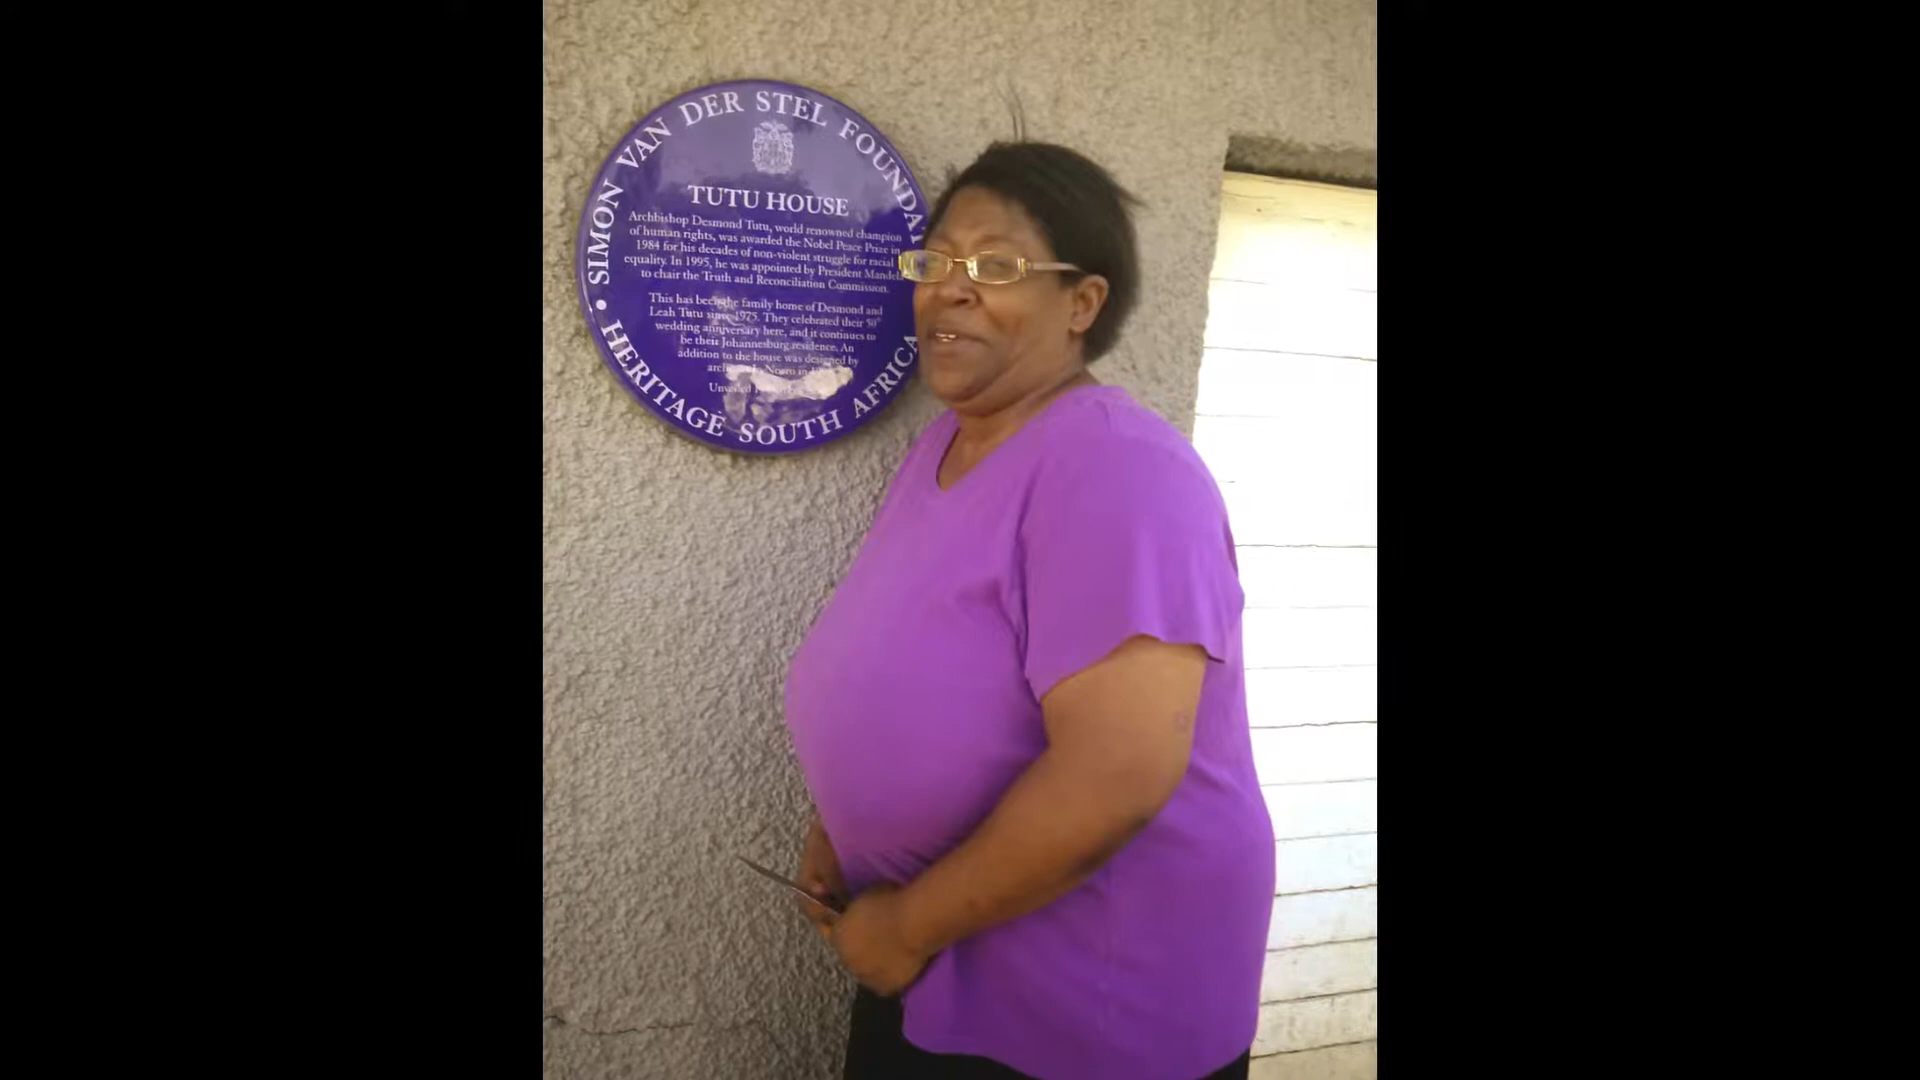 SIMON VAN DER STEL FOUNDAT
TUTU HOUSE
Archbishop Desmond Tutu, world renowned champion
of human rights, was awarded the Nobel Peace Prize in
1984 for his decades of non-violent struggle for racial
equality. In 1995, he was appointed by President Mandel
to chair the Truth and Reconciliation Commission.
This has been the family home of Desmond and
Leah Tutu since 1975. They celebrated their 50th
wedding anniversary here, and it continues to
be their Johannesburg residence. An
addition to the house was designed by
Noero in
• HERITAGE SOUTH AFRICA